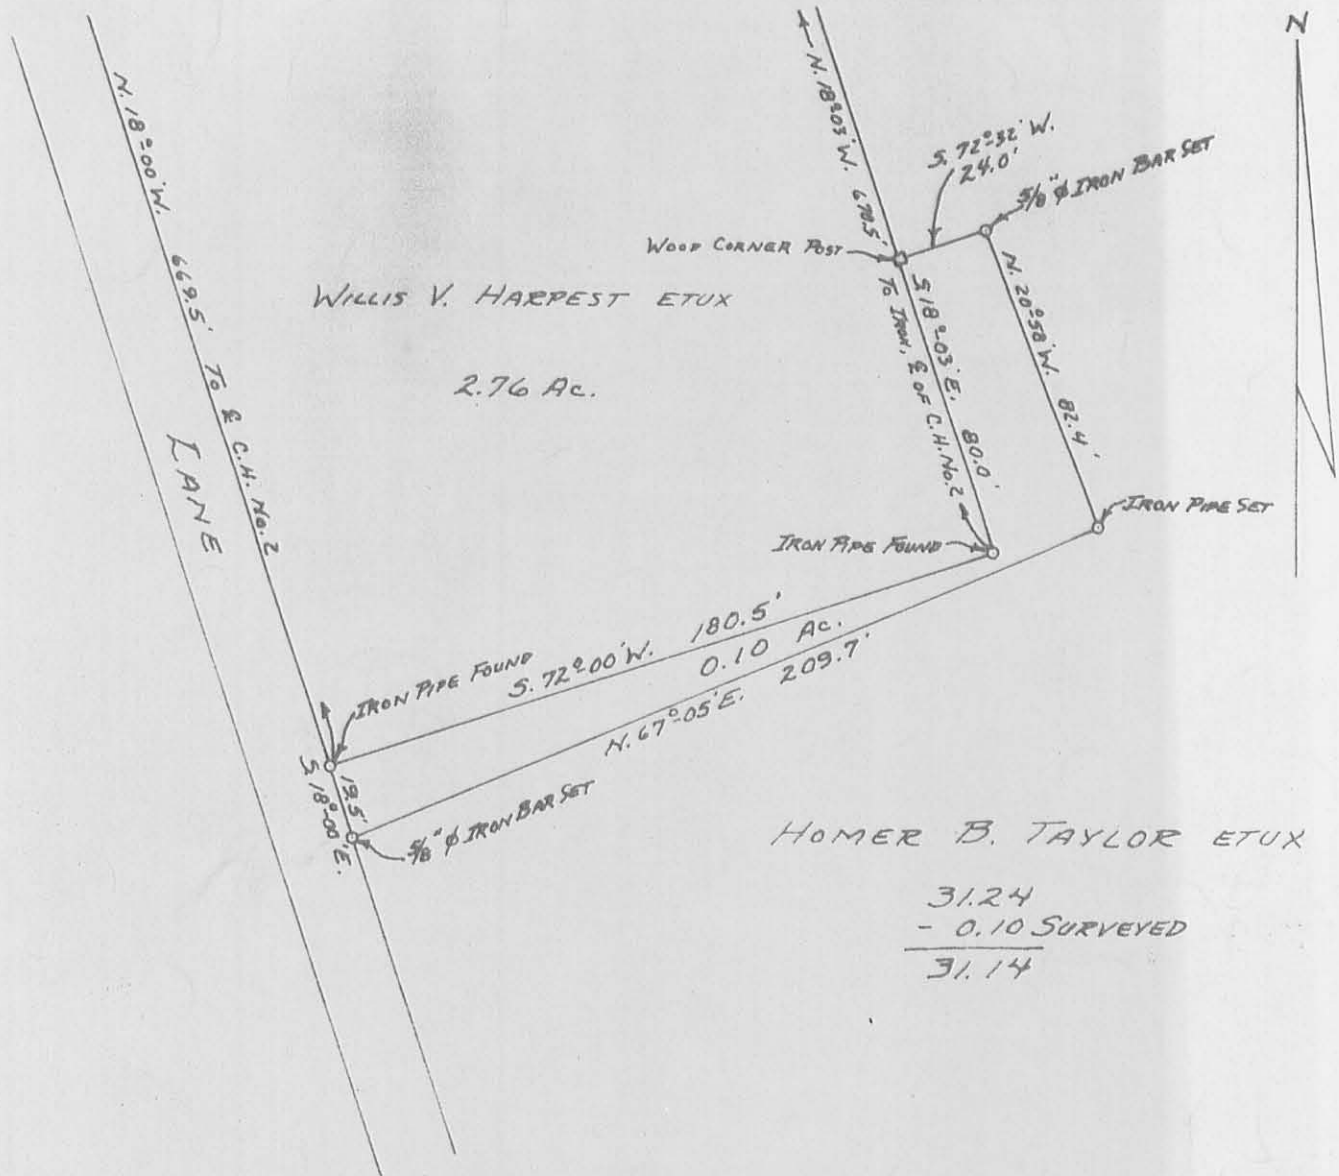 N
N. 18°-00' W. 669.5' To ℄ C.H. No. 2
N. 18°03' W. 670.5' To IRON, ℄ OF C.H. No. 2
S. 72°-32' W.
24.0'
5/8" ϕ IRON BAR SET
WOOD CORNER POST
WILLIS V. HARPEST ETUX
2.76 Ac.
S. 18°-03' E. 80.0'
N. 20°-58' W. 82.4'
LANE
IRON PIPE SET
IRON PIPE FOUND
IRON PIPE FOUND
S. 72°00' W. 180.5'
0.10 Ac.
N. 67°-05' E. 209.7'
19.5'
S. 18°-00' E.
5/8" ϕ IRON BAR SET
HOMER B. TAYLOR ETUX
31.24
- 0.10 SURVEYED
31.14